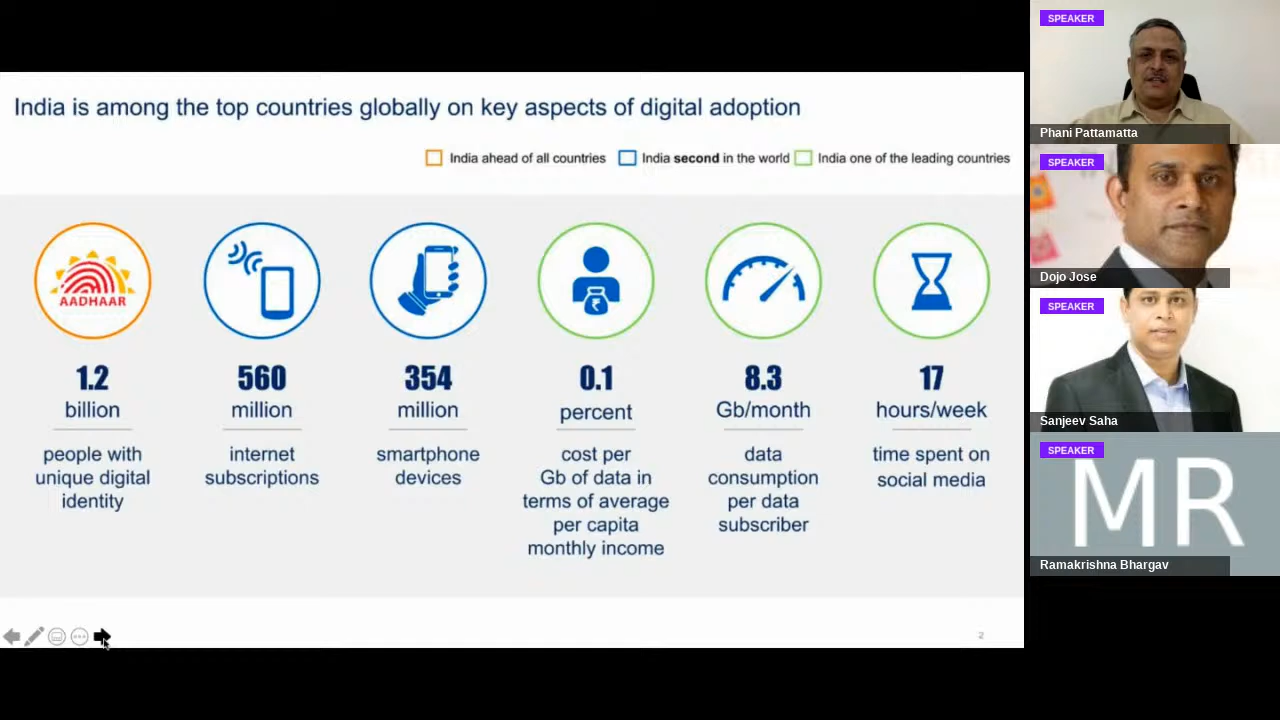 India is among the top countries globally on key aspects of digital adoption
India ahead of all countries
India second in the world
India one of the leading countries
AADHAAR
1.2
billion
people with
unique digital
identity
560
million
internet
subscriptions
354
million
smartphone
devices
₹
0.1
percent
cost per
Gb of data in
terms of average
per capita
monthly income
8.3
Gb/month
data
consumption
per data
subscriber
17
hours/week
time spent on
social media
2
SPEAKER
Phani Pattamatta
SPEAKER
Dojo Jose
SPEAKER
Sanjeev Saha
SPEAKER
MR
Ramakrishna Bhargav